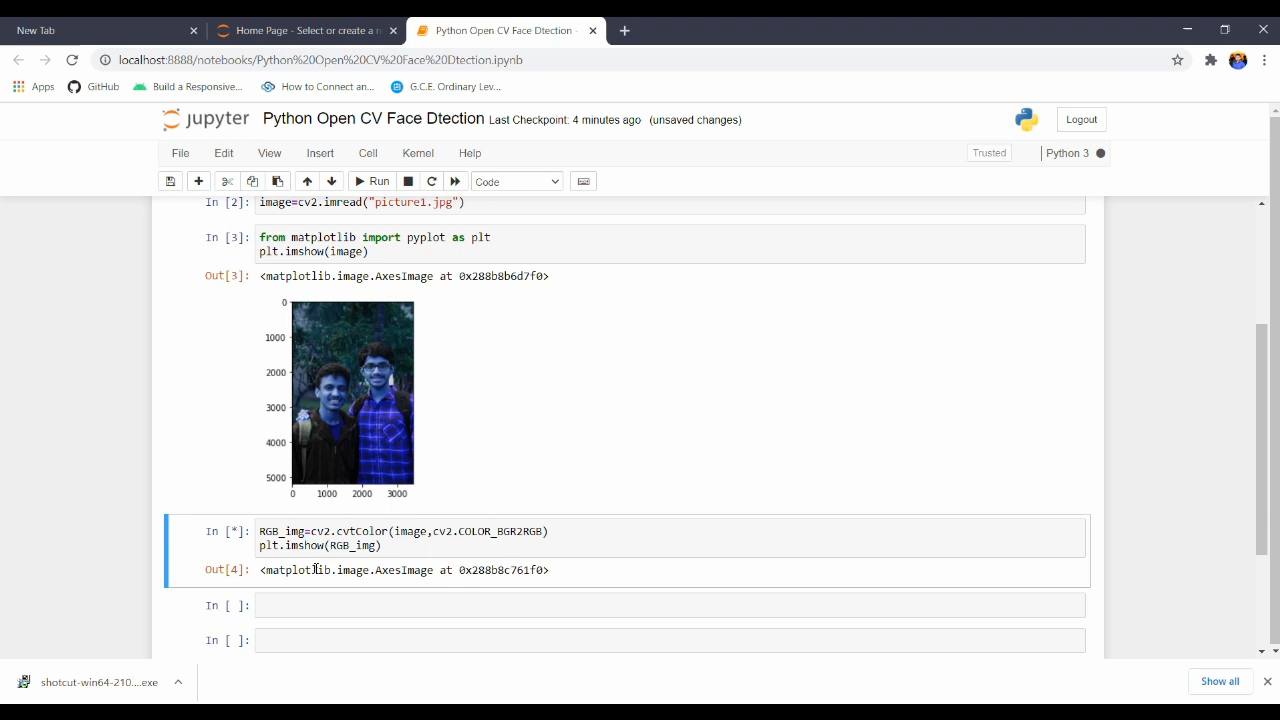 New Tab
Home Page - Select or create a n
Python Open CV Face Dtection -
localhost:8888/notebooks/Python%20Open%20CV%20Face%20Dtection.ipynb
Apps GitHub Build a Responsive... How to Connect an... G.C.E. Ordinary Lev...
jupyter Python Open CV Face Dtection Last Checkpoint: 4 minutes ago (unsaved changes) Logout
File Edit View Insert Cell Kernel Help Trusted Python 3
Run Code
In [2]: image=cv2.imread("picture1.jpg")
In [3]: from matplotlib import pyplot as plt
plt.imshow(image)
Out[3]: <matplotlib.image.AxesImage at 0x288b8b6d7f0>
0
1000
2000
3000
4000
5000
0 1000 2000 3000
In [*]: RGB_img=cv2.cvtColor(image,cv2.COLOR_BGR2RGB)
plt.imshow(RGB_img)
Out[4]: <matplotlib.image.AxesImage at 0x288b8c761f0>
In [ ]:
In [ ]:
shotcut-win64-210....exe Show all